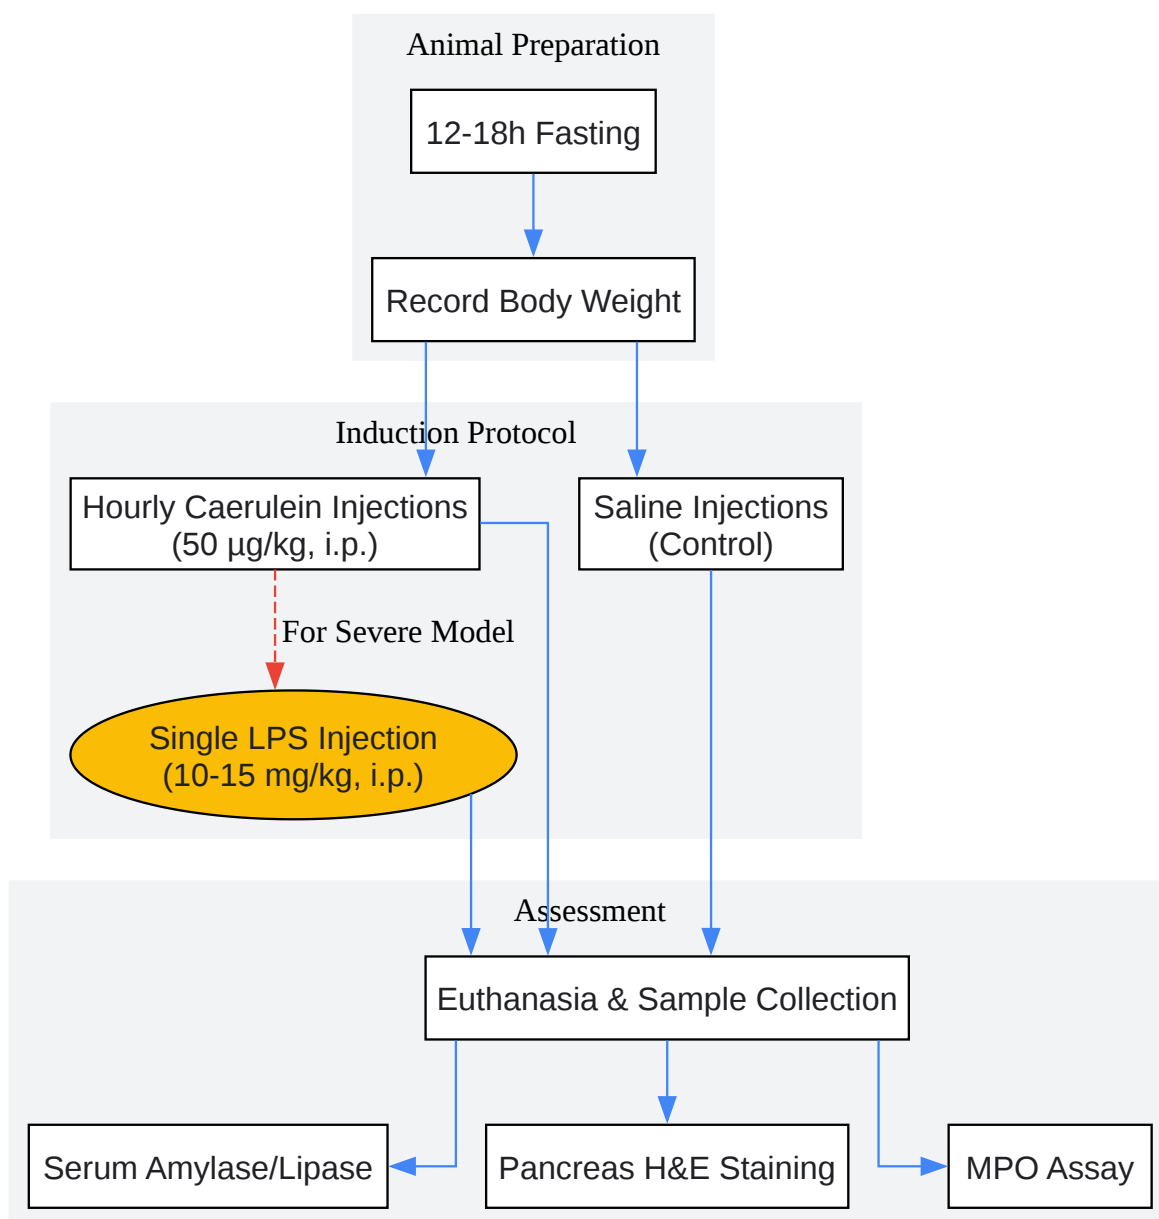 Animal Preparation
12-18h Fasting
Record Body Weight
Induction Protocol
Hourly Caerulein Injections
(50 µg/kg, i.p.)
Saline Injections
(Control)
For Severe Model
Single LPS Injection
(10-15 mg/kg, i.p.)
Assessment
Euthanasia & Sample Collection
Serum Amylase/Lipase
Pancreas H&E Staining
MPO Assay